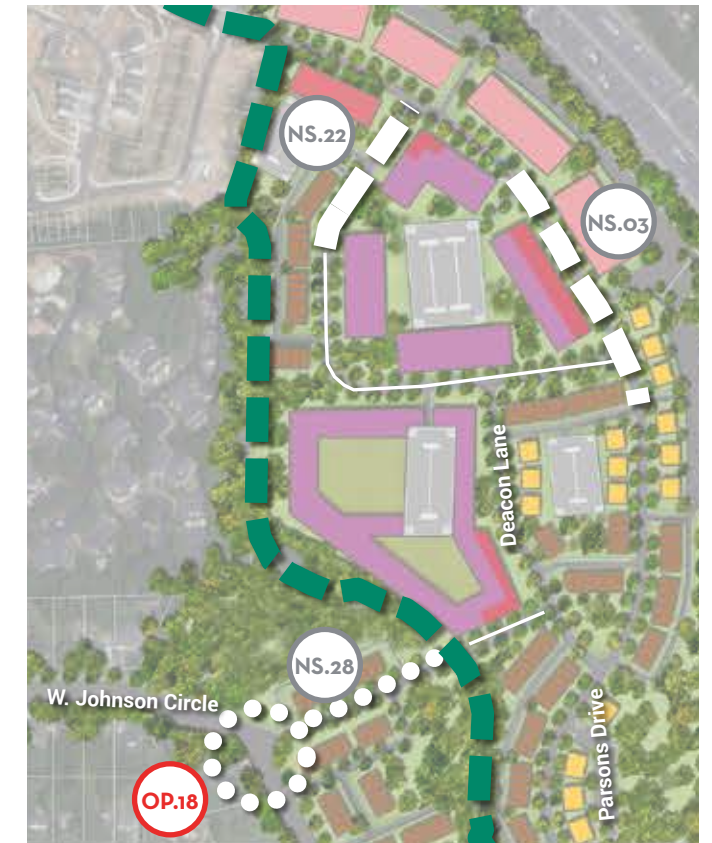 NS.22
NS.03
Deacon Lane
NS.28
W. Johnson Circle
Parsons Drive
OP.18